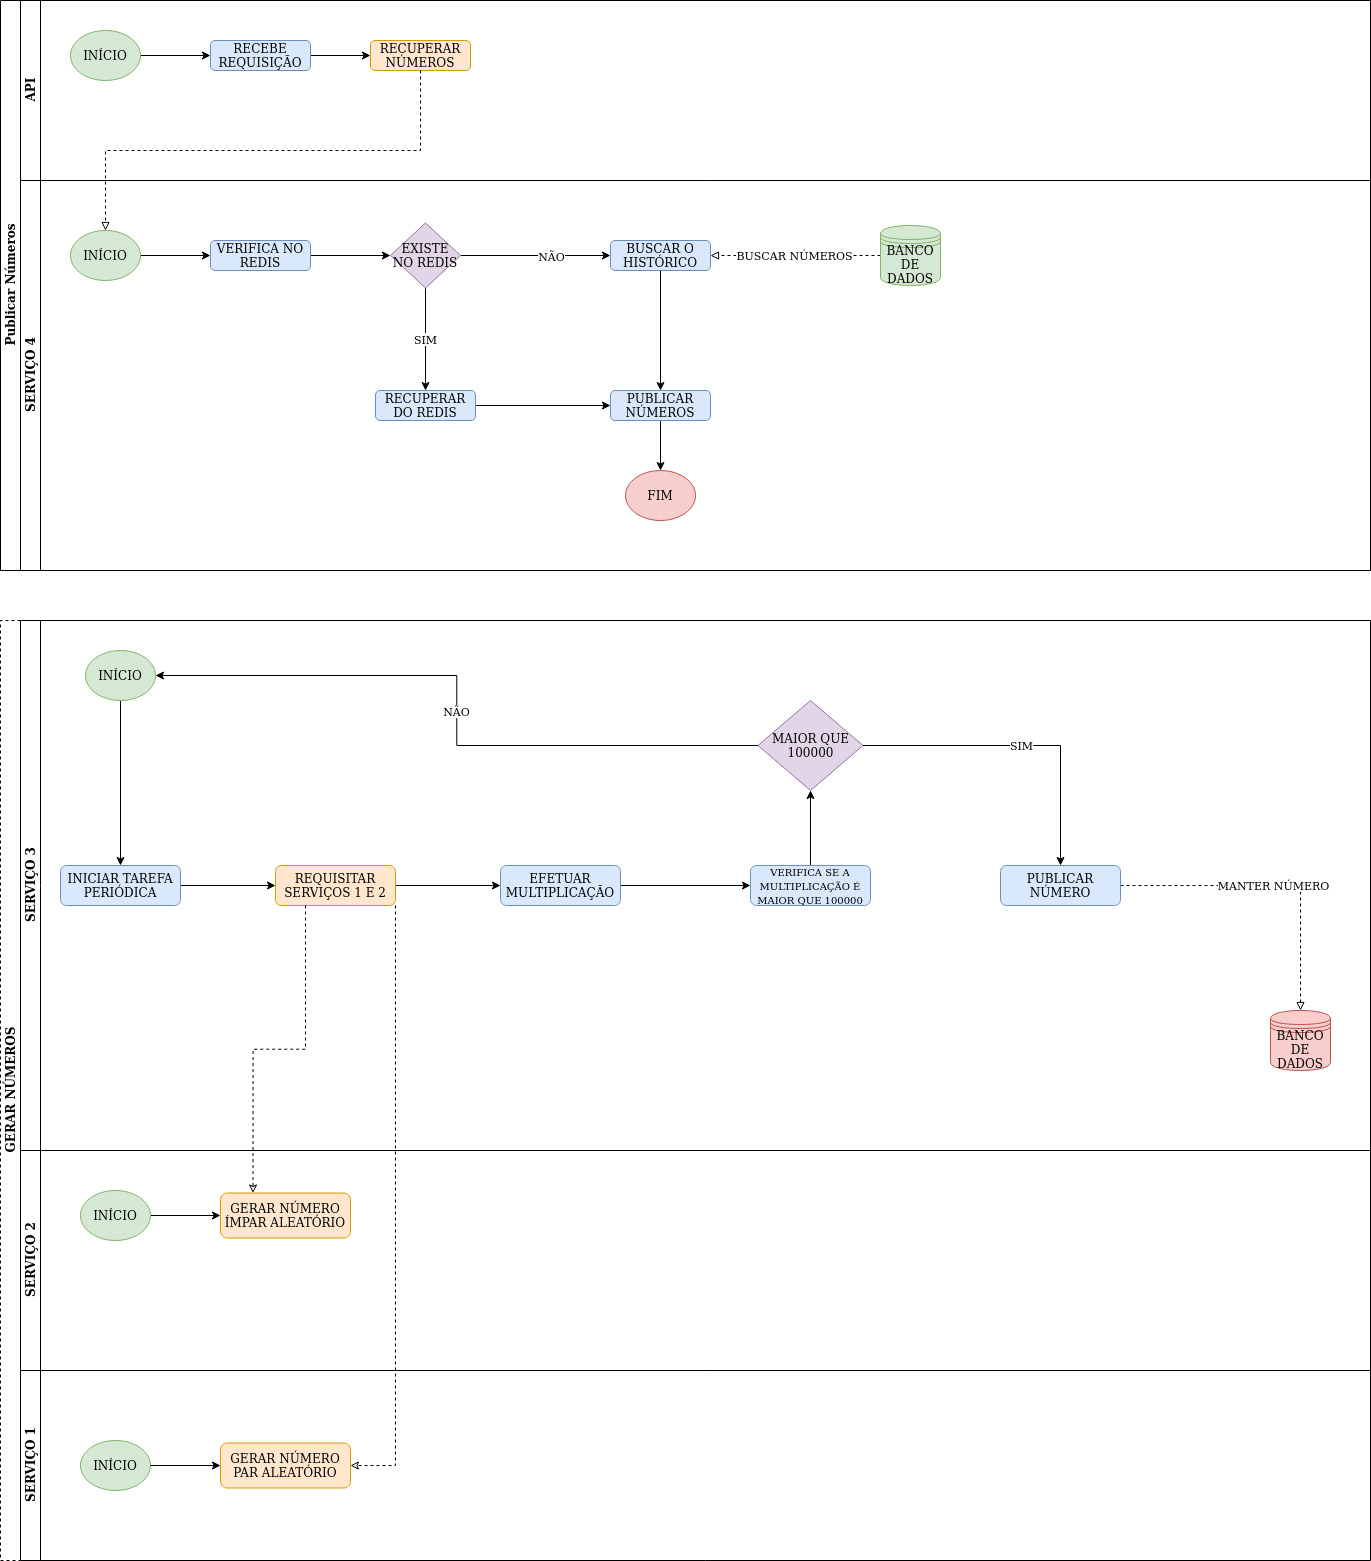 Publicar Números
API
INÍCIO
RECEBE
REQUISIÇÃO
RECUPERAR
NÚMEROS
SERVIÇO 4
INÍCIO
VERIFICA NO
REDIS
EXISTE
NO REDIS
NÃO
BUSCAR O
HISTÓRICO
BUSCAR NÚMEROS
BANCO
DE
DADOS
SIM
RECUPERAR
DO REDIS
PUBLICAR
NÚMEROS
FIM
GERAR NÚMEROS
SERVIÇO 3
INÍCIO
NÃO
MAIOR QUE
100000
SIM
INICIAR TAREFA
PERIÓDICA
REQUISITAR
SERVIÇOS 1 E 2
EFETUAR
MULTIPLICAÇÃO
VERIFICA SE A
MULTIPLICAÇÃO É
MAIOR QUE 100000
PUBLICAR
NÚMERO
MANTER NÚMERO
BANCO
DE
DADOS
SERVIÇO 2
INÍCIO
GERAR NÚMERO
ÍMPAR ALEATÓRIO
SERVIÇO 1
INÍCIO
GERAR NÚMERO
PAR ALEATÓRIO